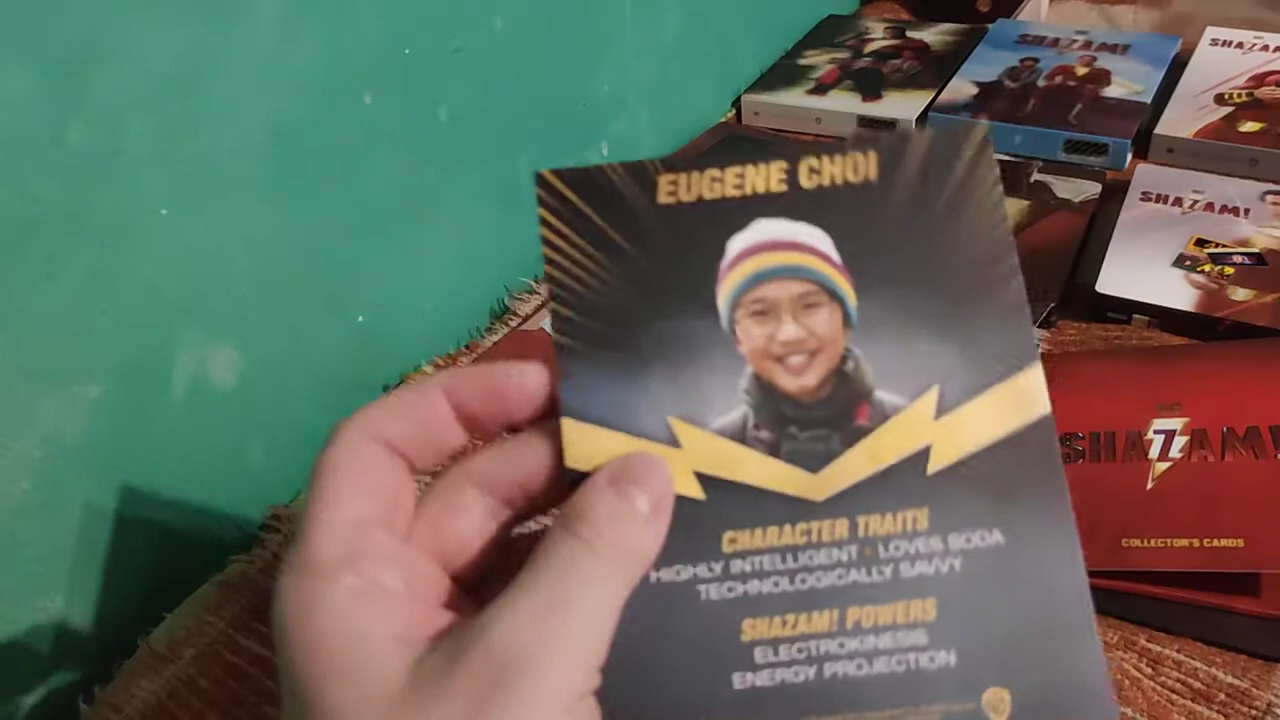 SHAZAM!
SHAZAM!
EUGENE CHOI
CHARACTER TRAITS
HIGHLY INTELLIGENT • LOVES SODA
TECHNOLOGICALLY SAVVY
SHAZAM! POWERS
ELECTROKINESIS
ENERGY PROJECTION
SHAZAM!
SHAZAM!
COLLECTOR'S CARDS